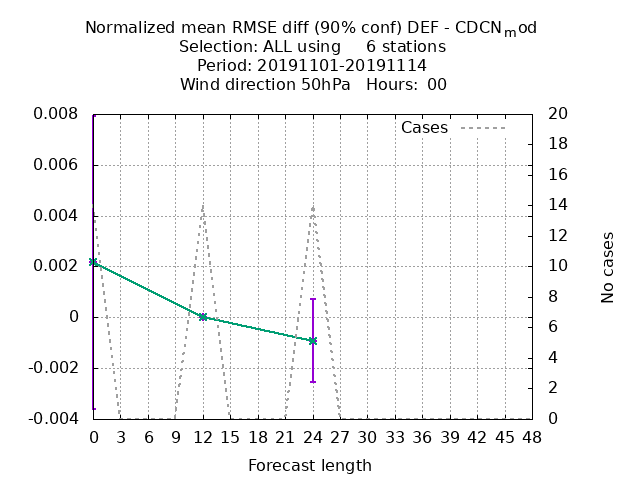 Normalized mean RMSE diff (90% conf) DEF - CDCNmod
Selection: ALL using 6 stations
Period: 20191101-20191114
Wind direction 50hPa Hours: 00
Cases
0.008
0.006
0.004
0.002
0
-0.002
-0.004
20
18
16
14
12
10
8
6
4
2
0
No cases
0 3 6 9 12 15 18 21 24 27 30 33 36 39 42 45 48
Forecast length